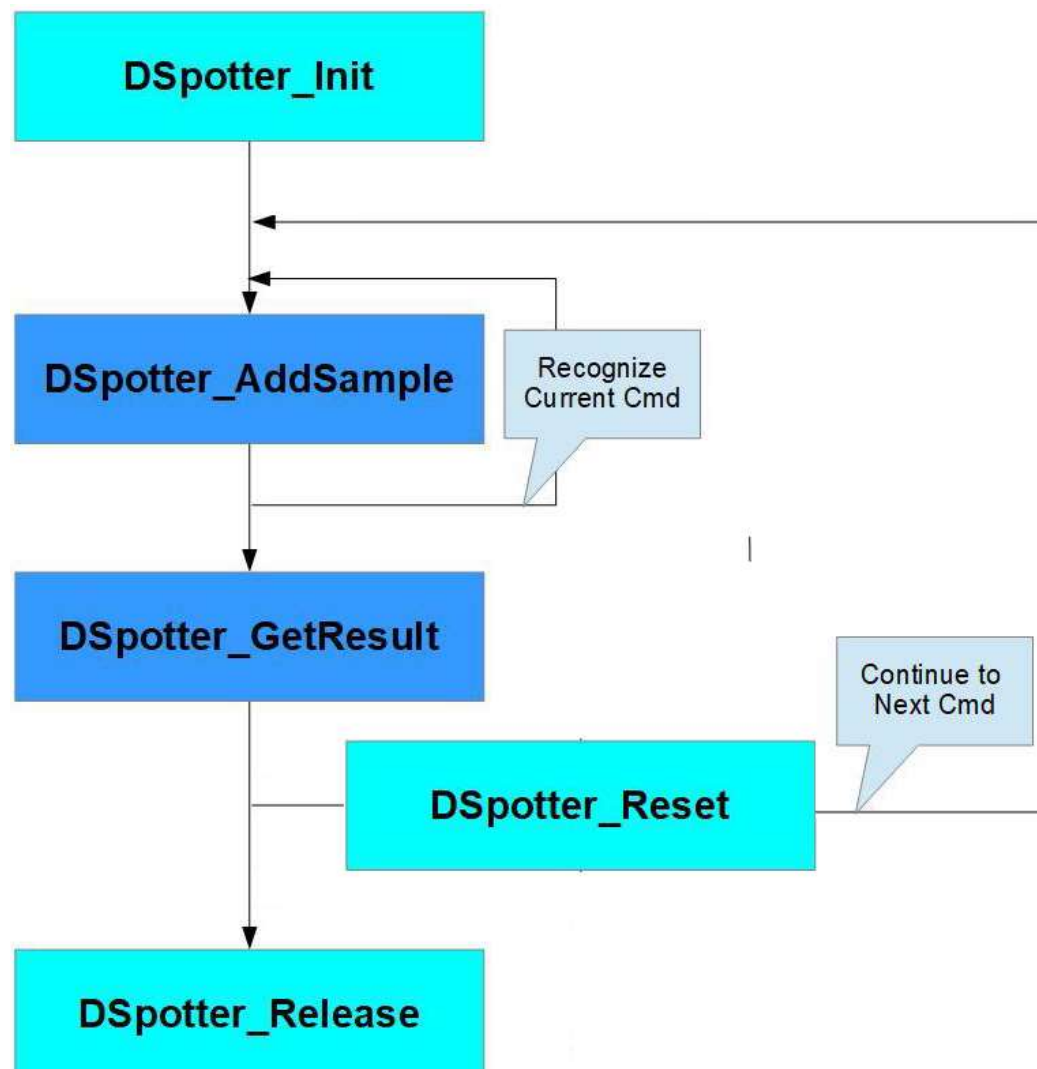 DSpotter_Init
DSpotter_AddSample
Recognize
Current Cmd
DSpotter_GetResult
Continue to
Next Cmd
DSpotter_Reset
DSpotter_Release